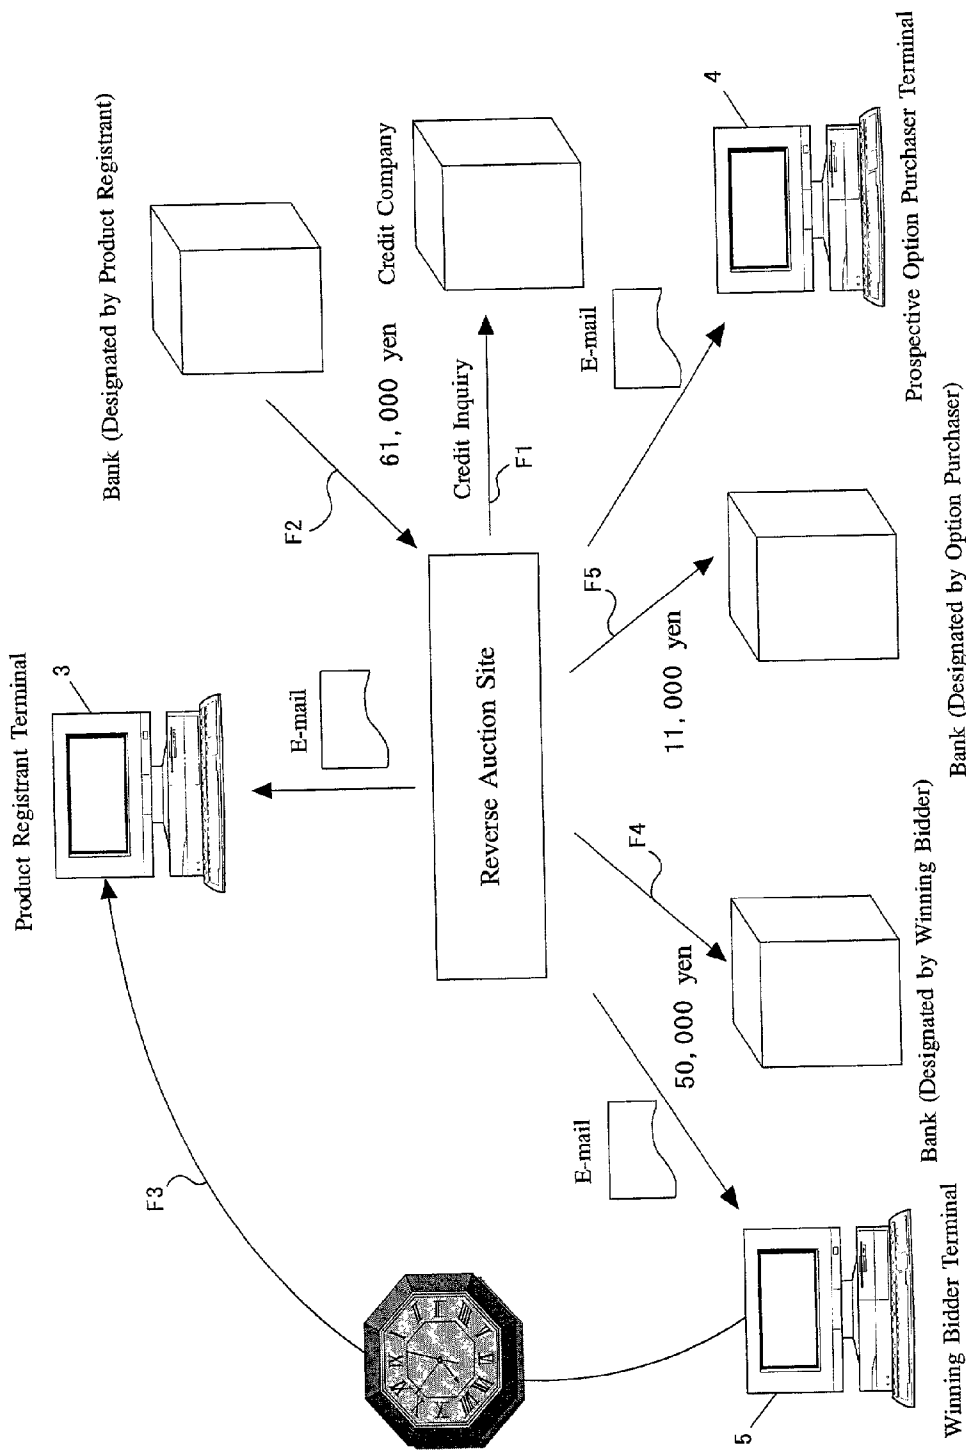 Product Registrant Terminal
3
Bank (Designated by Product Registrant)
F3
E-mail
F2
61,000 yen
Credit Company
Credit Inquiry
Reverse Auction Site
F1
E-mail
F5
E-mail
F4
50,000 yen
11,000 yen
4
5
Winning Bidder Terminal
Bank (Designated by Winning Bidder)
Bank (Designated by Option Purchaser)
Prospective Option Purchaser Terminal